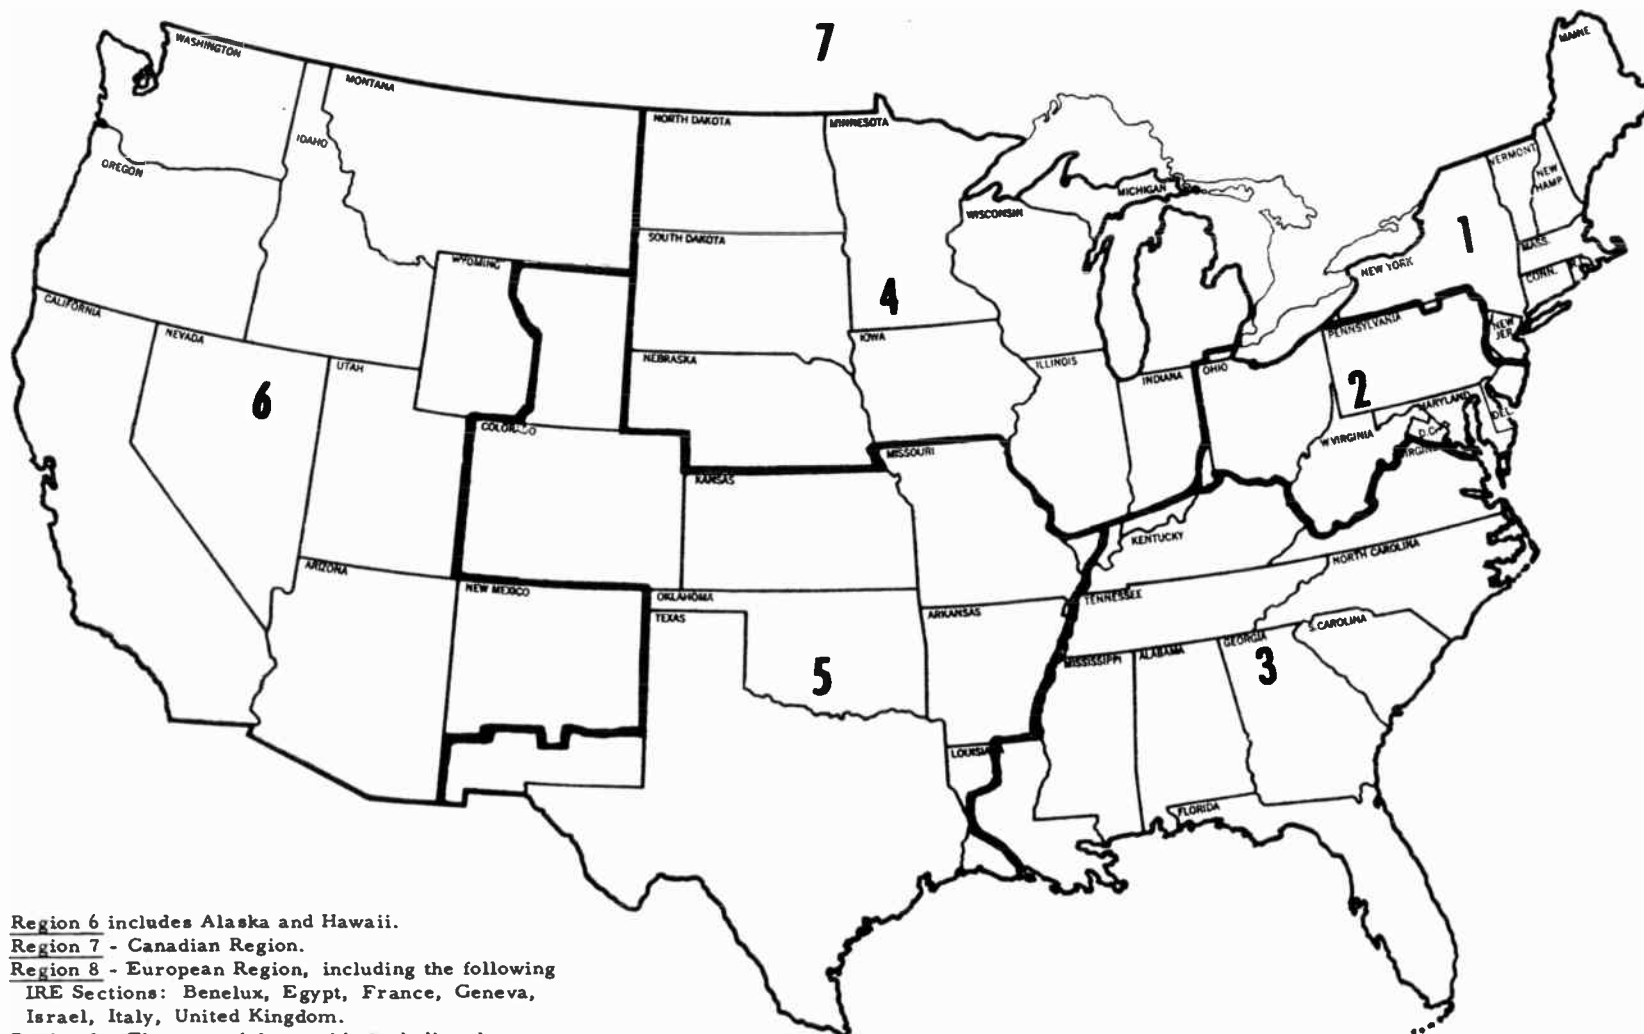 7
MAINE
WASHINGTON
MONTANA
NORTH DAKOTA
MINNESOTA
IDAHO
OREGON
VERMONT
NEW
HAMP
MICHIGAN
WISCONSIN
1
MASS.
SOUTH DAKOTA
WYOMING
NEW YORK
CONN.
4
CALIFORNIA
NEVADA
IOWA
PENNSYLVANIA
NEW
JER
UTAH
NEBRASKA
ILLINOIS
INDIANA
OHIO
6
2
MARYLAND
DEL.
COLORADO
W VIRGINIA
D.C.
MISSOURI
KANSAS
KENTUCKY
NORTH CAROLINA
ARIZONA
NEW MEXICO
OKLAHOMA
TENNESSEE
TEXAS
ARKANSAS
S.CAROLINA
GEORGIA
MISSISSIPPI
ALABAMA
5
3
LOUISIA
FLORIDA
Region 6 includes Alaska and Hawaii.
Region 7 - Canadian Region.
Region 8 - European Region, including the following
IRE Sections: Benelux, Egypt, France, Geneva,
Israel, Italy, United Kingdom.